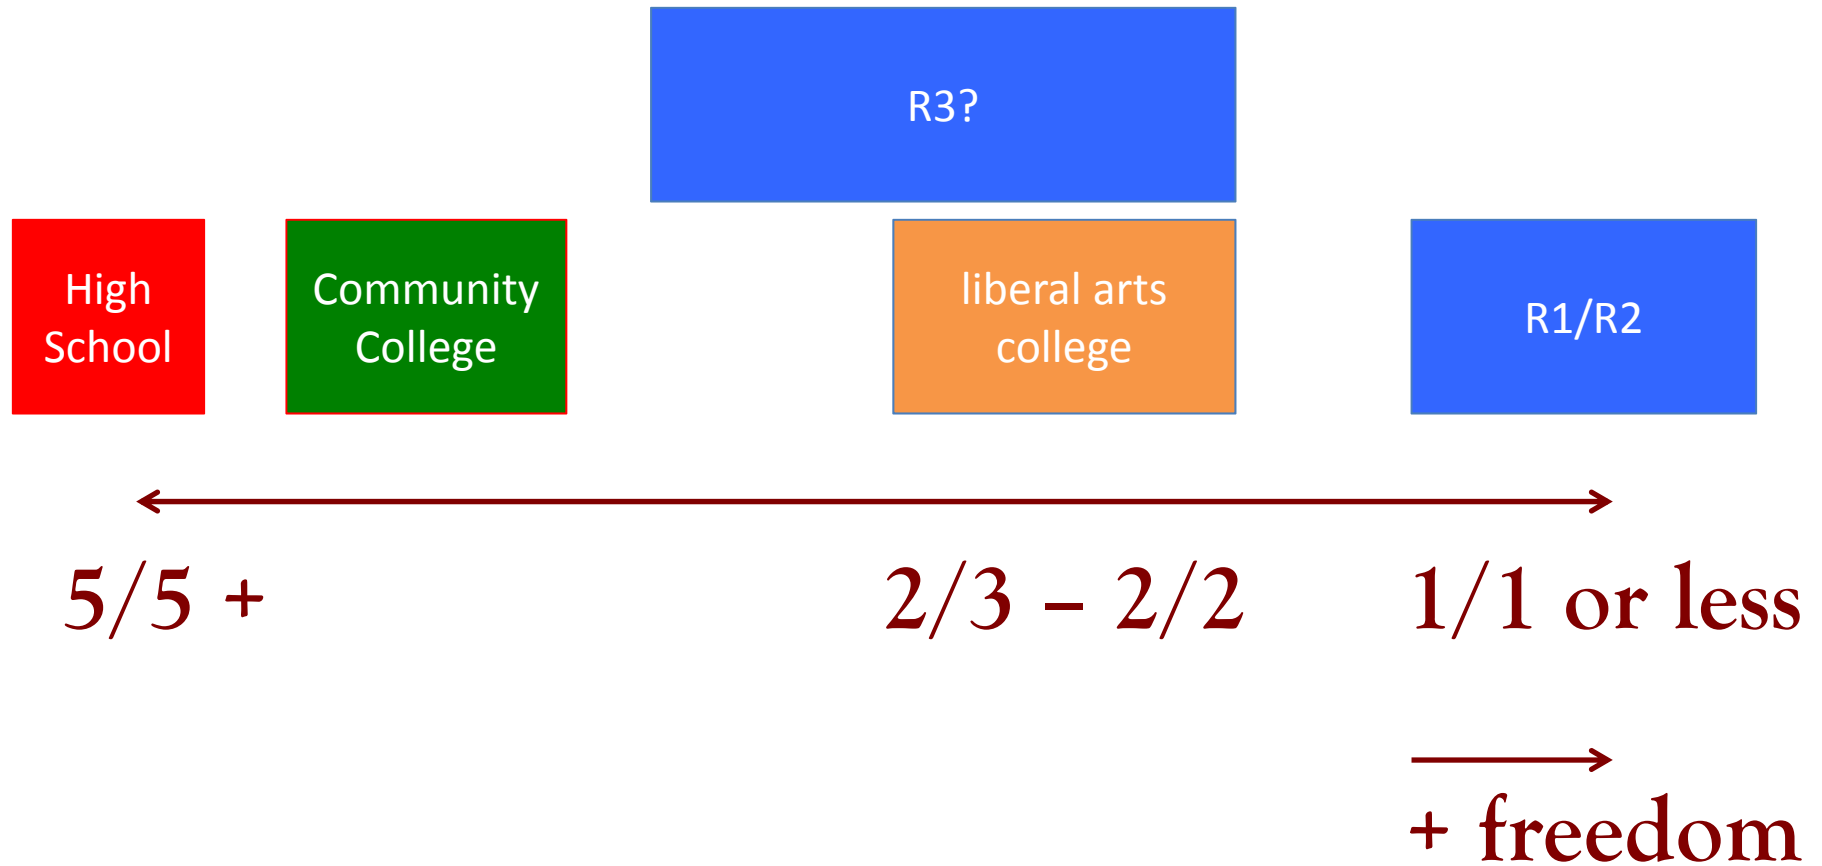 R3?
High
School
Community
College
liberal arts
college
R1/R2
5/5 +
2/3 – 2/2
1/1 or less
+ freedom